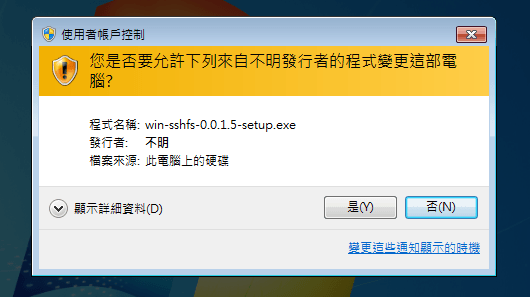 使用者帳戶控制
您是否要允許下列來自不明發行者的程式變更這部電
腦?
程式名稱: win-sshfs-0.0.1.5-setup.exe
發行者: 不明
檔案來源: 此電腦上的硬碟
顯示詳細資料(D)
是(Y)
否(N)
變更這些通知顯示的時機